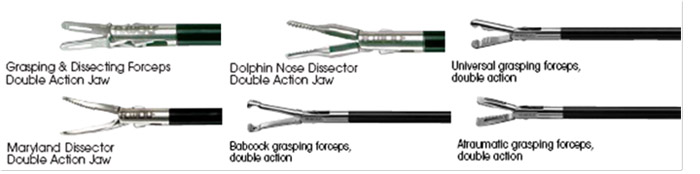 Grasping & Dissecting Forceps
Double Action Jaw
Dolphin Nose Dissector
Double Action Jaw
Universal grasping forceps,
double action
Maryland Dissector
Double Action Jaw
Babcock grasping forceps,
double action
Atraumatic grasping forceps,
double action